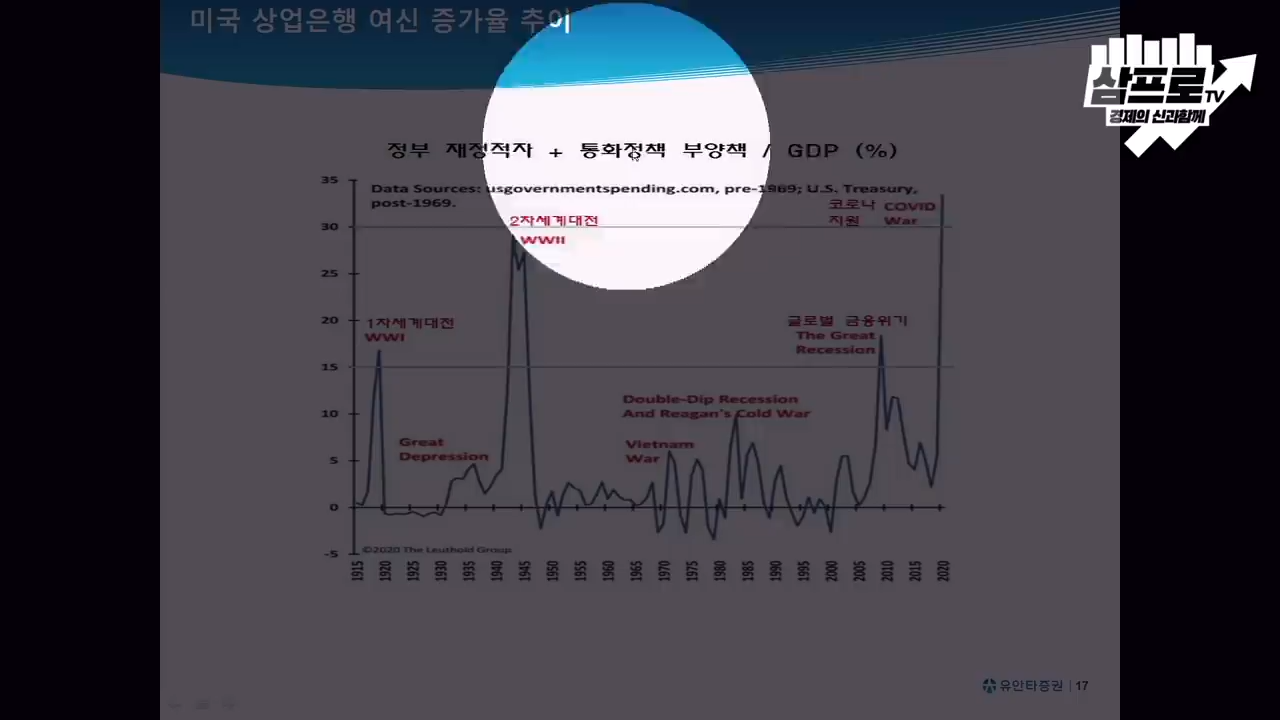 미국 상업은행 여신 증가율 추이
삼프로TV
경제의 신과함께
정부 재정적자 + 통화정책 부양책 / GDP (%)
Data Sources: usgovernmentspending.com, pre-1969; U.S. Treasury,
post-1969.
코로나 COVID
지원 War
2차세계대전
WWII
1차세계대전
WWI
글로벌 금융위기
The Great
Recession
Double-Dip Recession
And Reagan's Cold War
Great
Depression
Vietnam
War
35
30
25
20
15
10
5
0
-5
©2020 The Leuthold Group
1915 1920 1925 1930 1935 1940 1945 1950 1955 1960 1965 1970 1975 1980 1985 1990 1995 2000 2005 2010 2015 2020
유안타증권 | 17